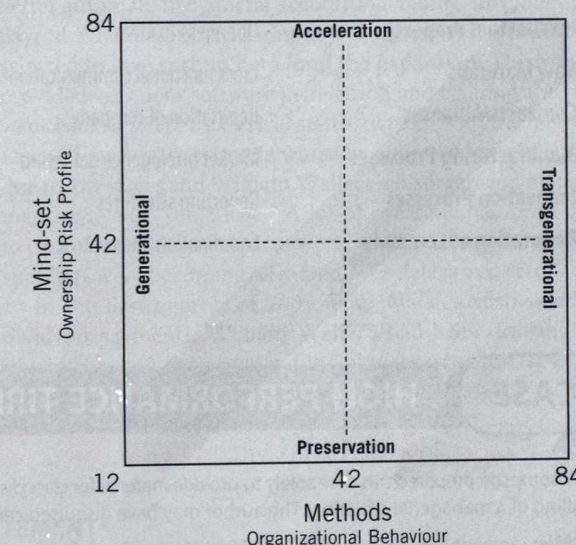 84
Acceleration
Mind-set
Ownership Risk Profile
42
Generational
Transgenerational
Preservation
12
42
84
Methods
Organizational Behaviour